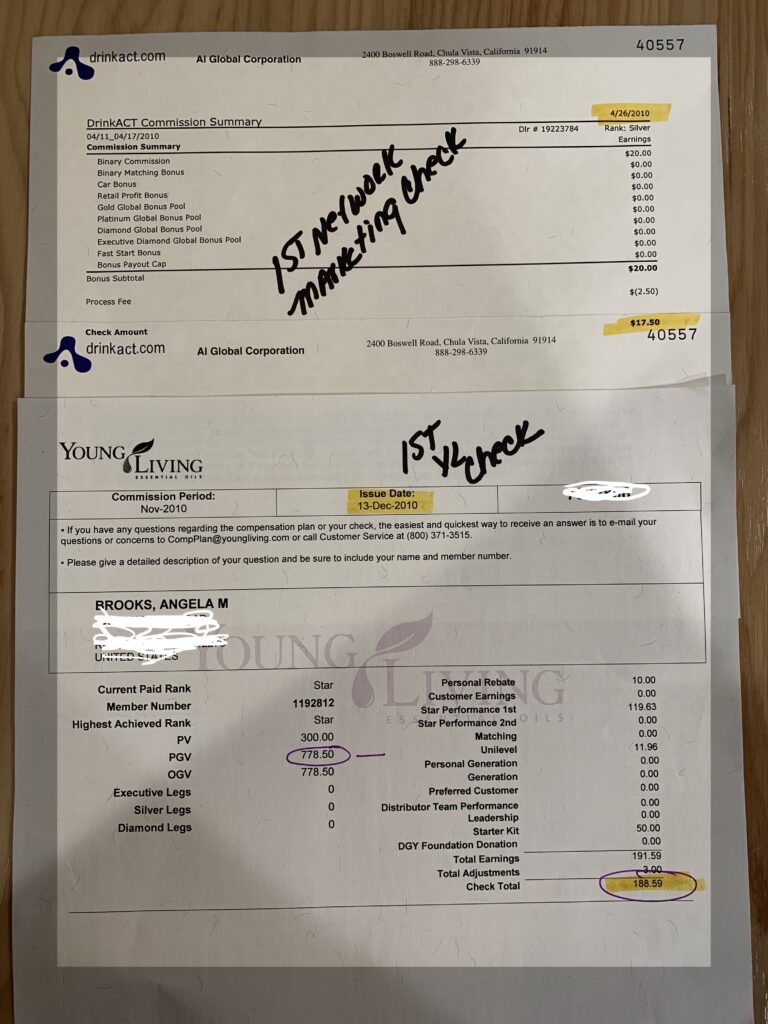 drinkact.com AI Global Corporation 2400 Boswell Road, Chula Vista, California 91914 40557
888-298-6339
4/26/2010
DrinkACT Commission Summary
04/11_04/17/2010 Dlr # 19223784 Rank: Silver
Commission Summary Earnings
Binary Commission $20.00
Binary Matching Bonus $0.00
Car Bonus $0.00
Retail Profit Bonus $0.00
Gold Global Bonus Pool $0.00
Platinum Global Bonus Pool $0.00
Diamond Global Bonus Pool $0.00
Executive Diamond Global Bonus Pool $0.00
Fast Start Bonus $0.00
Bonus Payout Cap $0.00
Bonus Subtotal $20.00
Process Fee $(2.50)
1ST Network
Marketing Check
Check Amount $17.50
drinkact.com AI Global Corporation 2400 Boswell Road, Chula Vista, California 91914 40557
888-298-6339
1ST
YL Check
YOUNG LIVING
ESSENTIAL OILS
Commission Period: Issue Date:
Nov-2010 13-Dec-2010
• If you have any questions regarding the compensation plan or your check, the easiest and quickest way to receive an answer is to e-mail your
questions or concerns to CompPlan@youngliving.com or call Customer Service at (800) 371-3515.
• Please give a detailed description of your question and be sure to include your name and member number.
BROOKS, ANGELA M
UNITED STATES
YOUNG LIVING
ESSENTIAL OILS
Current Paid Rank Star
Member Number 1192812
Highest Achieved Rank Star
PV 300.00
PGV 778.50
OGV 778.50
Executive Legs 0
Silver Legs 0
Diamond Legs 0
Personal Rebate 10.00
Customer Earnings 0.00
Star Performance 1st 119.63
Star Performance 2nd 0.00
Matching 0.00
Unilevel 11.96
Personal Generation 0.00
Generation 0.00
Preferred Customer 0.00
Distributor Team Performance 0.00
Leadership 0.00
Starter Kit 50.00
DGY Foundation Donation 0.00
Total Earnings 191.59
Total Adjustments 3.00
Check Total 188.59